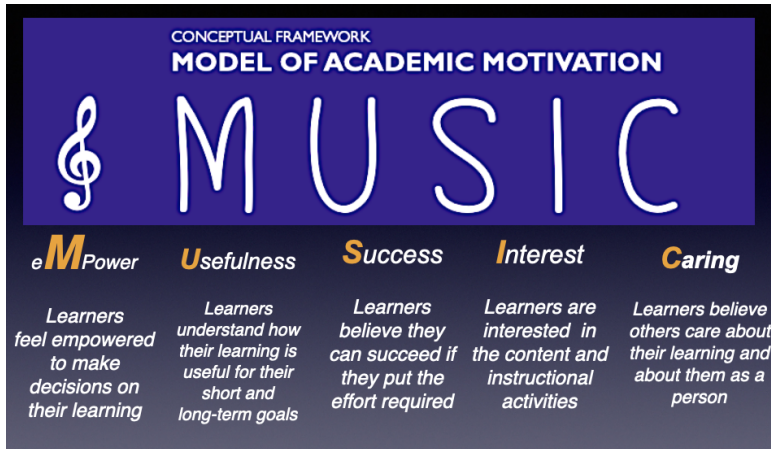 CONCEPTUAL FRAMEWORK
MODEL OF ACADEMIC MOTIVATION
MUSIC
eMPower
Learners
feel empowered
to make
decisions on
their learning
Usefulness
Learners
understand how
their learning is
useful for their
short and
long-term goals
Success
Learners
believe they
can succeed if
they put the
effort required
Interest
Learners are
interested in
the content and
instructional
activities
Caring
Learners believe
others care about
their learning and
about them as a
person